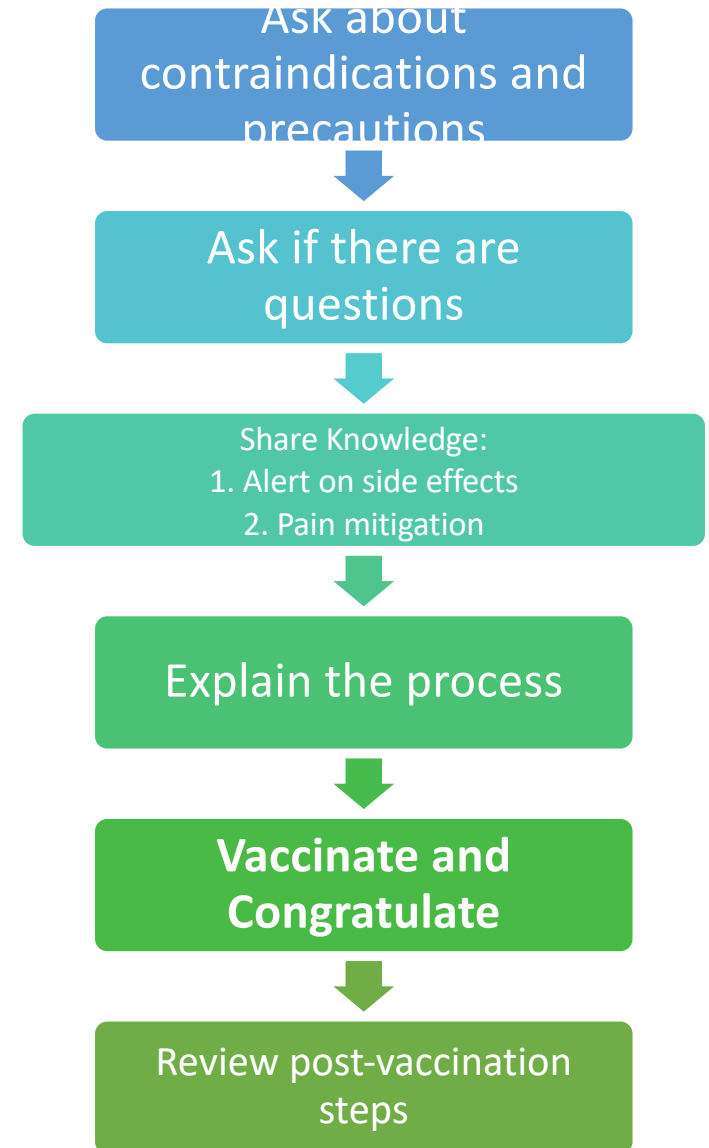 Ask about
contraindications and
precautions
Ask if there are
questions
Share Knowledge:
1. Alert on side effects
2. Pain mitigation
Explain the process
Vaccinate and
Congratulate
Review post-vaccination
steps